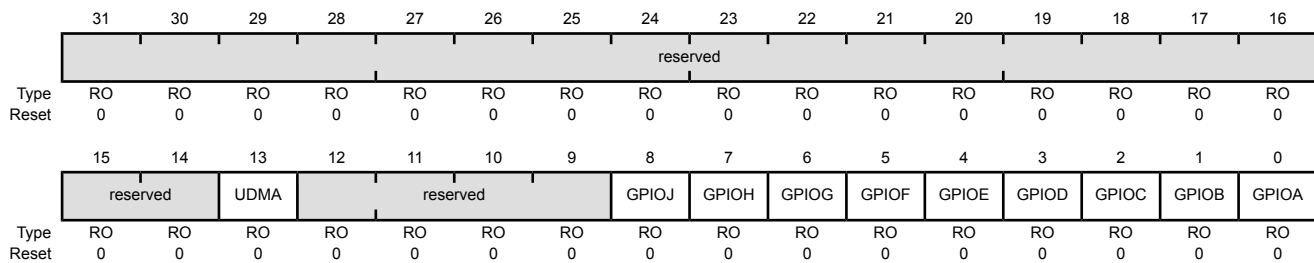 31 30 29 28 27 26 25 24 23 22 21 20 19 18 17 16
reserved
Type RO RO RO RO RO RO RO RO RO RO RO RO RO RO RO RO
Reset 0 0 0 0 0 0 0 0 0 0 0 0 0 0 0 0
15 14 13 12 11 10 9 8 7 6 5 4 3 2 1 0
reserved UDMA reserved GPIOJ GPIOH GPIOG GPIOF GPIOE GPIOD GPIOC GPIOB GPIOA
Type RO RO RO RO RO RO RO RO RO RO RO RO RO RO RO RO
Reset 0 0 0 0 0 0 0 0 0 0 0 0 0 0 0 0